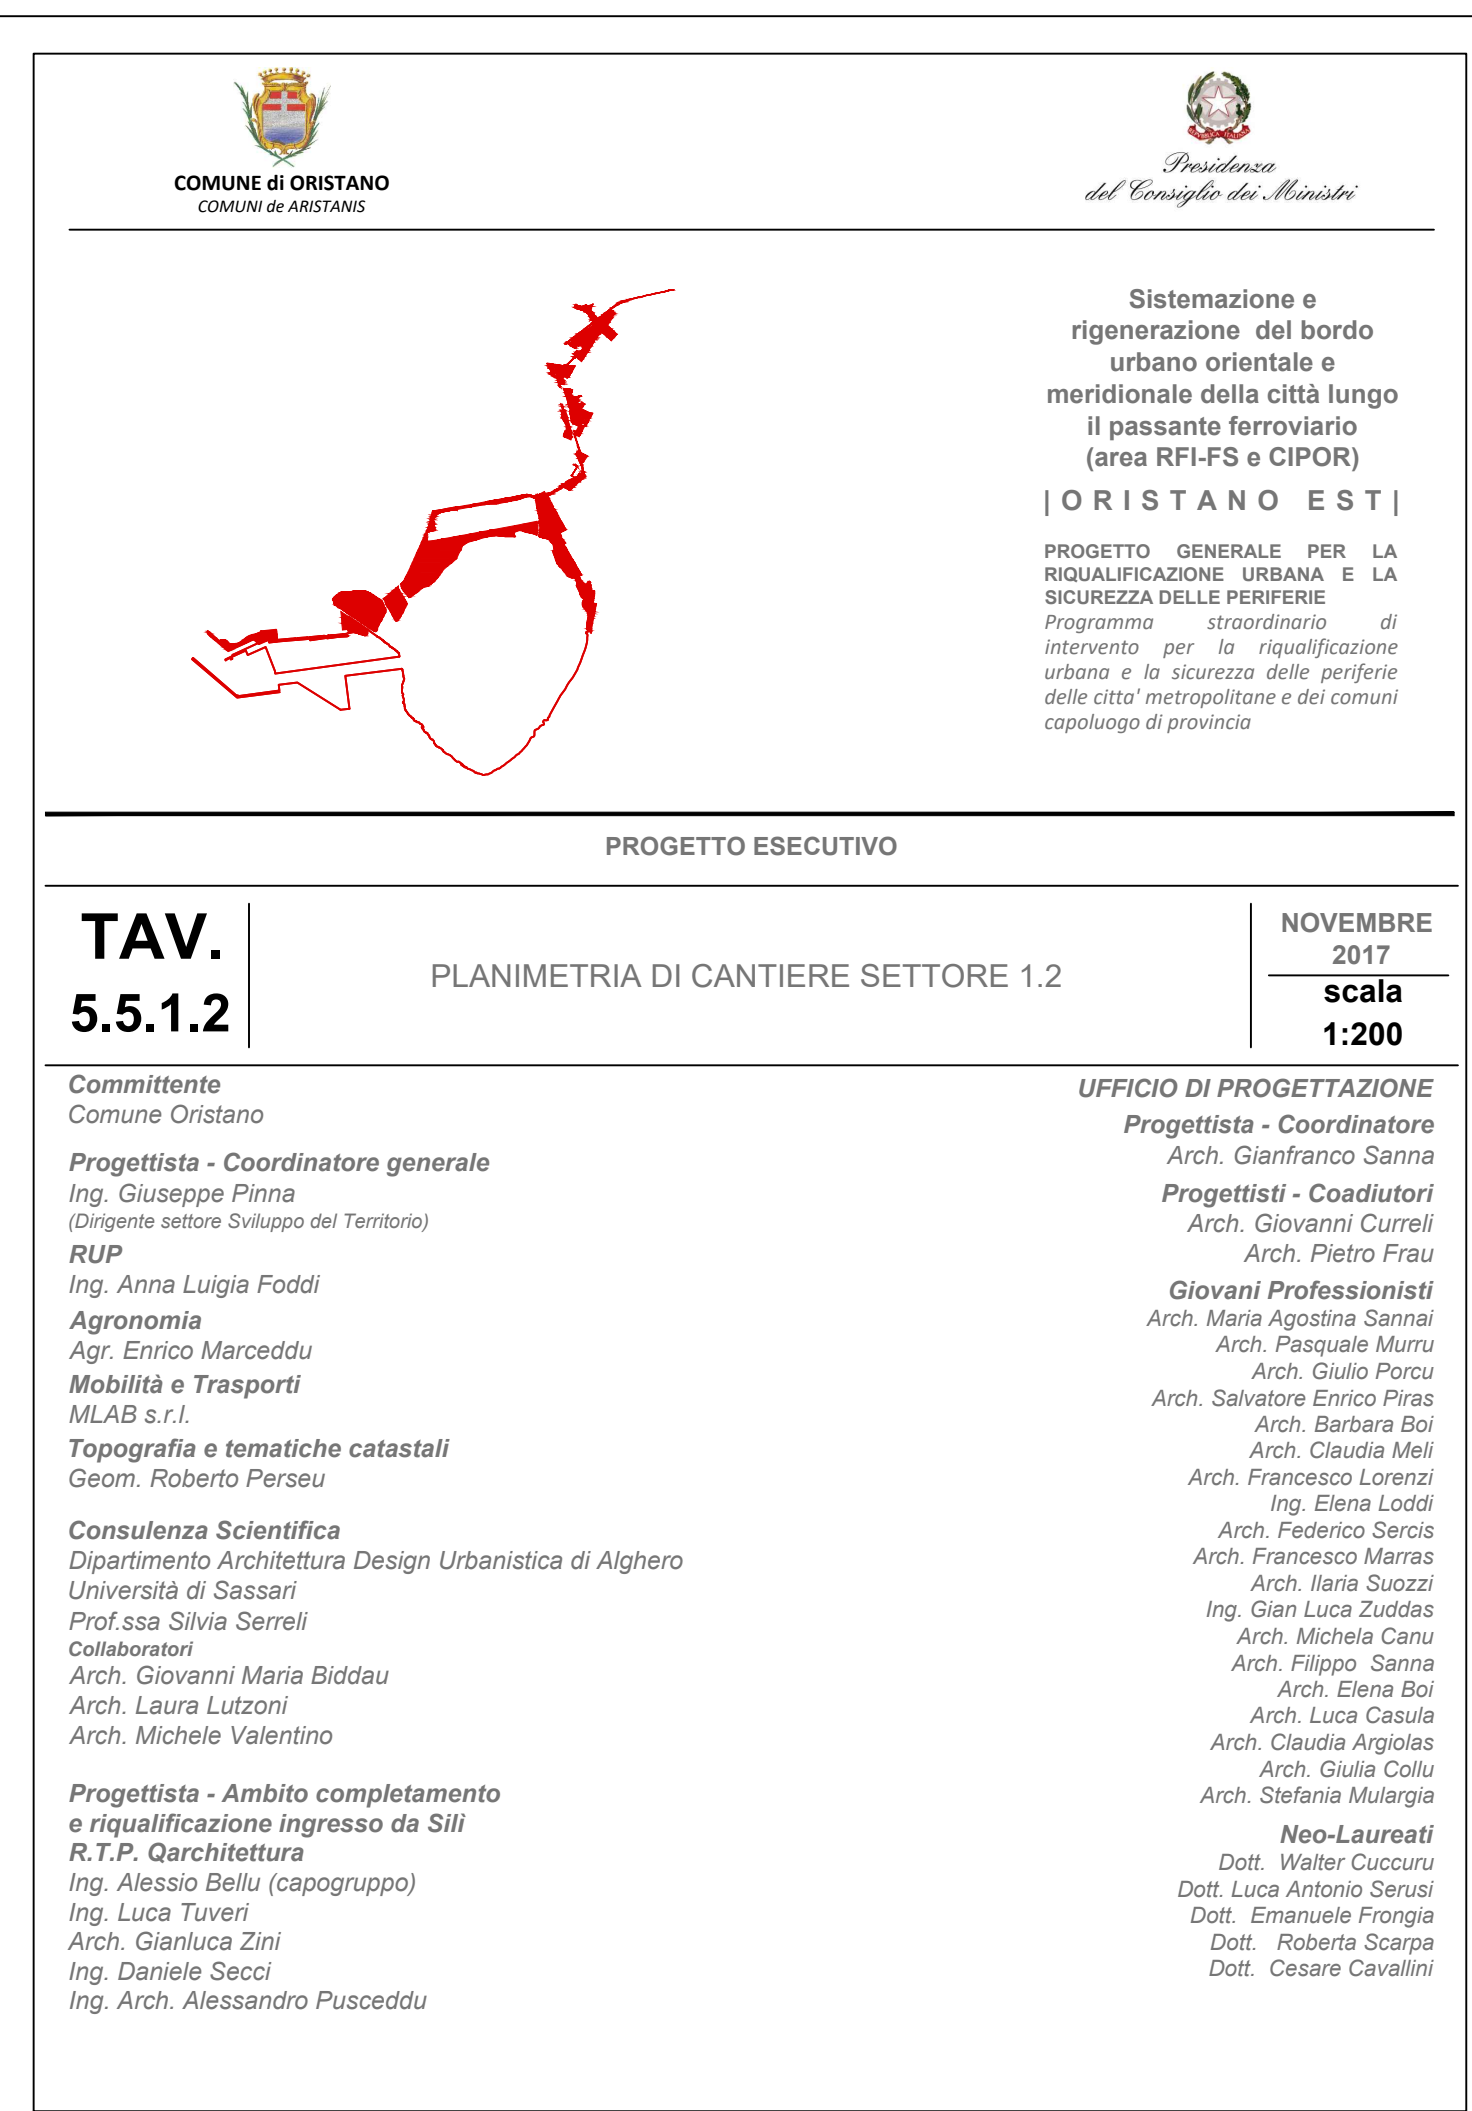 COMUNE di ORISTANO
COMUNI de ARISTANIS
REPVBBLICA ITALIANA
Presidenza
del Consiglio dei Ministri
Sistemazione e
rigenerazione del bordo
urbano orientale e
meridionale della città lungo
il passante ferroviario
(area RFI-FS e CIPOR)
|ORISTANO EST|
PROGETTO GENERALE PER LA
RIQUALIFICAZIONE URBANA E LA
SICUREZZA DELLE PERIFERIE
Programma straordinario di
intervento per la riqualificazione
urbana e la sicurezza delle periferie
delle citta' metropolitane e dei comuni
capoluogo di provincia
PROGETTO ESECUTIVO
TAV.
5.5.1.2
PLANIMETRIA DI CANTIERE SETTORE 1.2
NOVEMBRE
2017
scala
1:200
Committente
Comune Oristano
Progettista - Coordinatore generale
Ing. Giuseppe Pinna
(Dirigente settore Sviluppo del Territorio)
RUP
Ing. Anna Luigia Foddi
Agronomia
Agr. Enrico Marceddu
Mobilità e Trasporti
MLAB s.r.l.
Topografia e tematiche catastali
Geom. Roberto Perseu
Consulenza Scientifica
Dipartimento Architettura Design Urbanistica di Alghero
Università di Sassari
Prof.ssa Silvia Serreli
Collaboratori
Arch. Giovanni Maria Biddau
Arch. Laura Lutzoni
Arch. Michele Valentino
Progettista - Ambito completamento
e riqualificazione ingresso da Silì
R.T.P. Qarchitettura
Ing. Alessio Bellu (capogruppo)
Ing. Luca Tuveri
Arch. Gianluca Zini
Ing. Daniele Secci
Ing. Arch. Alessandro Pusceddu
UFFICIO DI PROGETTAZIONE
Progettista - Coordinatore
Arch. Gianfranco Sanna
Progettisti - Coadiutori
Arch. Giovanni Curreli
Arch. Pietro Frau
Giovani Professionisti
Arch. Maria Agostina Sannai
Arch. Pasquale Murru
Arch. Giulio Porcu
Arch. Salvatore Enrico Piras
Arch. Barbara Boi
Arch. Claudia Meli
Arch. Francesco Lorenzi
Ing. Elena Loddi
Arch. Federico Sercis
Arch. Francesco Marras
Arch. Ilaria Suozzi
Ing. Gian Luca Zuddas
Arch. Michela Canu
Arch. Filippo Sanna
Arch. Elena Boi
Arch. Luca Casula
Arch. Claudia Argiolas
Arch. Giulia Collu
Arch. Stefania Mulargia
Neo-Laureati
Dott. Walter Cuccuru
Dott. Luca Antonio Serusi
Dott. Emanuele Frongia
Dott. Roberta Scarpa
Dott. Cesare Cavallini